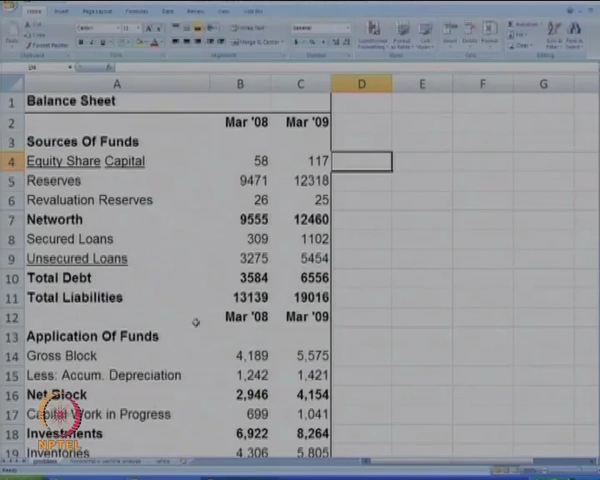 Balance Sheet
Mar '08 Mar '09
Sources Of Funds
Equity Share Capital 58 117
Reserves 9471 12318
Revaluation Reserves 26 25
Networth 9555 12460
Secured Loans 309 1102
Unsecured Loans 3275 5454
Total Debt 3584 6556
Total Liabilities 13139 19016
Mar '08 Mar '09
Application Of Funds
Gross Block 4,189 5,575
Less: Accum. Depreciation 1,242 1,421
Net Block 2,946 4,154
Capital Work in Progress 699 1,041
Investments 6,922 8,264
Inventories 4,306 5,805
A B C D E F G
1
2
3
4
5
6
7
8
9
10
11
12
13
14
15
16
17
18
19
NPTEL